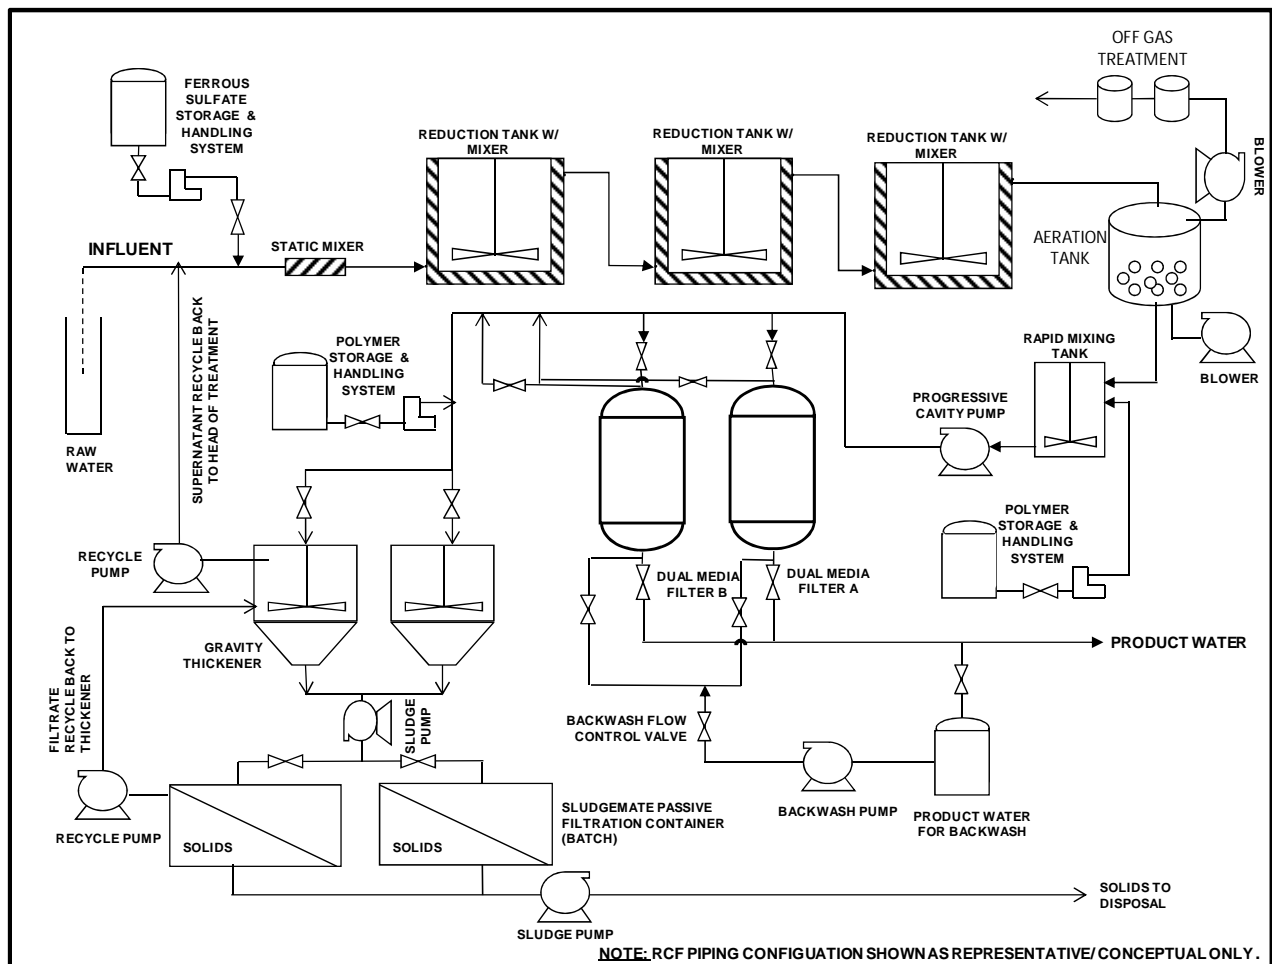 OFF GAS
TREATMENT
FERROUS
SULFATE
STORAGE &
HANDLING
SYSTEM
REDUCTION TANK W/
MIXER
REDUCTION TANK W/
MIXER
REDUCTION TANK W/
MIXER
BLOWER
INFLUENT
STATIC MIXER
AERATION
TANK
SUPERNATANT RECYCLE BACK
TO HEAD OF TREATMENT
POLYMER
STORAGE &
HANDLING
SYSTEM
RAPID MIXING
TANK
BLOWER
PROGRESSIVE
CAVITY PUMP
RAW
WATER
POLYMER
STORAGE &
HANDLING
SYSTEM
RECYCLE
PUMP
DUAL MEDIA
FILTER B
DUAL MEDIA
FILTER A
GRAVITY
THICKENER
PRODUCT WATER
FILTRATE
RECYCLE BACK TO
THICKENER
SLUDGE
PUMP
BACKWASH FLOW
CONTROL VALVE
BACKWASH PUMP
PRODUCT WATER
FOR BACKWASH
RECYCLE PUMP
SOLIDS
SOLIDS
SLUDGEMATE PASSIVE
FILTRATION CONTAINER
(BATCH)
SOLIDS TO
DISPOSAL
SLUDGE PUMP
NOTE: RCF PIPING CONFIGUATION SHOWN AS REPRESENTATIVE/ CONCEPTUAL ONLY .